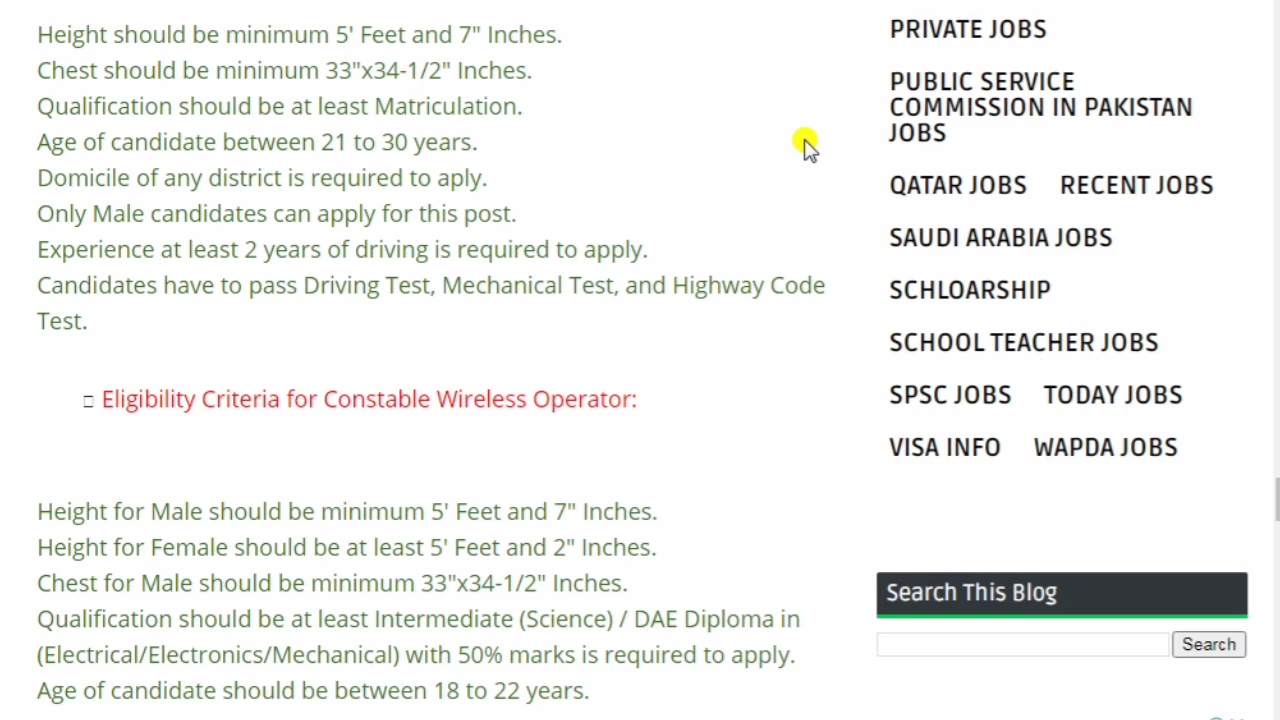 Height should be minimum 5' Feet and 7" Inches.
Chest should be minimum 33"x34-1/2" Inches.
Qualification should be at least Matriculation.
Age of candidate between 21 to 30 years.
Domicile of any district is required to aply.
Only Male candidates can apply for this post.
Experience at least 2 years of driving is required to apply.
Candidates have to pass Driving Test, Mechanical Test, and Highway Code
Test.
Eligibility Criteria for Constable Wireless Operator:
Height for Male should be minimum 5' Feet and 7" Inches.
Height for Female should be at least 5' Feet and 2" Inches.
Chest for Male should be minimum 33"x34-1/2" Inches.
Qualification should be at least Intermediate (Science) / DAE Diploma in
(Electrical/Electronics/Mechanical) with 50% marks is required to apply.
Age of candidate should be between 18 to 22 years.
PRIVATE JOBS
PUBLIC SERVICE
COMMISSION IN PAKISTAN
JOBS
QATAR JOBS RECENT JOBS
SAUDI ARABIA JOBS
SCHLOARSHIP
SCHOOL TEACHER JOBS
SPSC JOBS TODAY JOBS
VISA INFO WAPDA JOBS
Search This Blog
Search